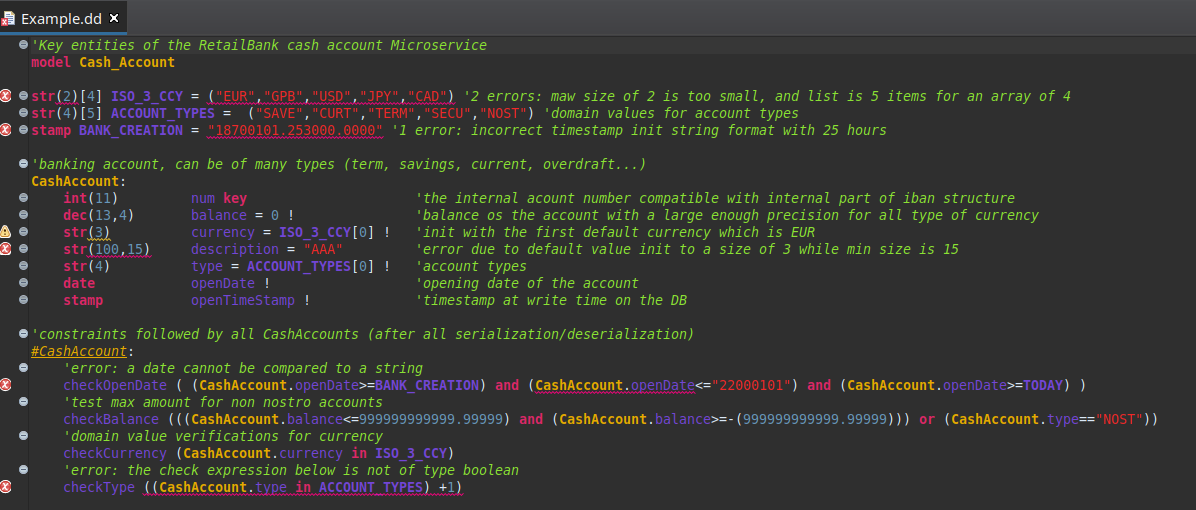 Example.dd
'Key entities of the RetailBank cash account Microservice
model Cash_Account
str(2)[4] ISO_3_CCY = ("EUR","GPB","USD","JPY","CAD") '2 errors: maw size of 2 is too small, and list is 5 items for an array of 4
str(4)[5] ACCOUNT_TYPES =  ("SAVE","CURT","TERM","SECU","NOST") 'domain values for account types
stamp BANK_CREATION = "18700101.253000.0000" '1 error: incorrect timestamp init string format with 25 hours
'banking account, can be of many types (term, savings, current, overdraft...)
CashAccount:
int(11) num key 'the internal acount number compatible with internal part of iban structure
dec(13,4) balance = 0 ! 'balance os the account with a large enough precision for all type of currency
str(3) currency = ISO_3_CCY[0] ! 'init with the first default currency which is EUR
str(100,15) description = "AAA" 'error due to default value init to a size of 3 while min size is 15
str(4) type = ACCOUNT_TYPES[0] ! 'account types
date openDate ! 'opening date of the account
stamp openTimeStamp ! 'timestamp at write time on the DB
'constraints followed by all CashAccounts (after all serialization/deserialization)
#CashAccount:
'error: a date cannot be compared to a string
checkOpenDate ( (CashAccount.openDate>=BANK_CREATION) and (CashAccount.openDate<="22000101") and (CashAccount.openDate>=TODAY) )
'test max amount for non nostro accounts
checkBalance (((CashAccount.balance<=999999999999.99999) and (CashAccount.balance>=-(999999999999.99999))) or (CashAccount.type=="NOST"))
'domain value verifications for currency
checkCurrency (CashAccount.currency in ISO_3_CCY)
'error: the check expression below is not of type boolean
checkType ((CashAccount.type in ACCOUNT_TYPES) +1)